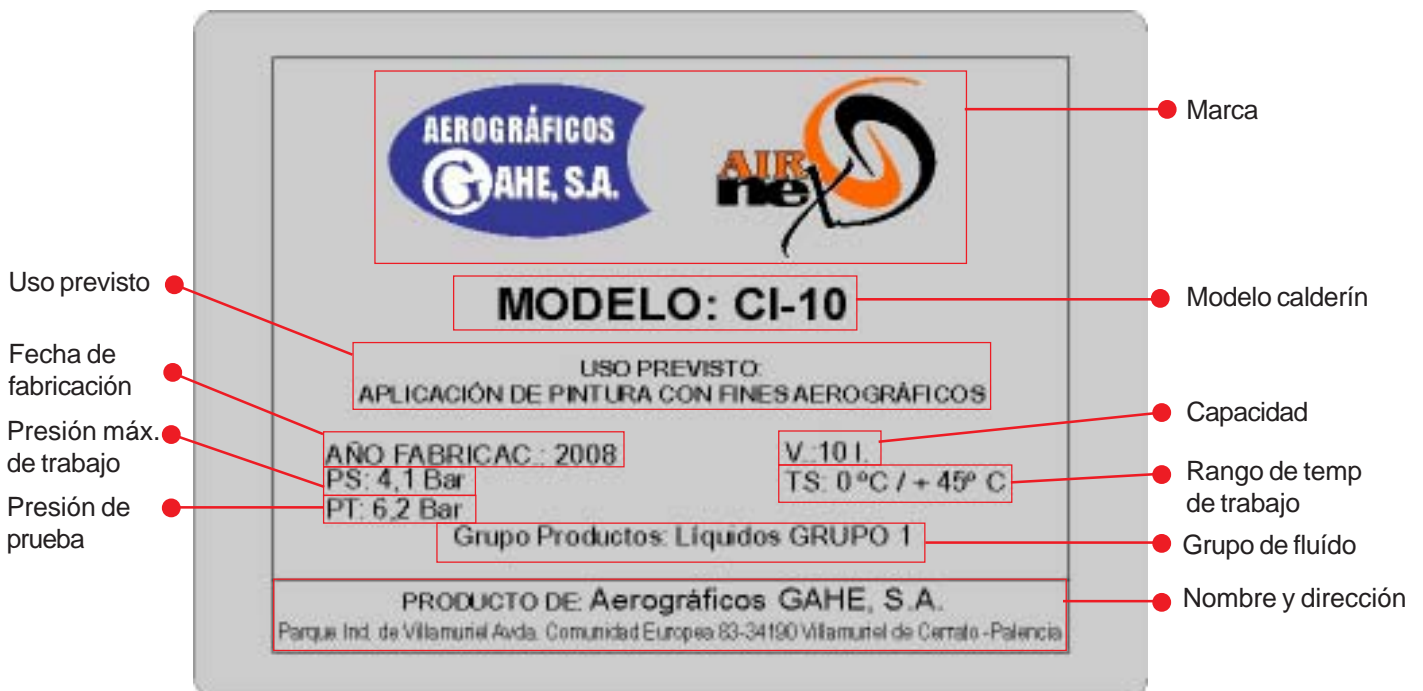 AEROGRÁFICOS
GAHE, S.A.
AIR
nex
Marca
Uso previsto
MODELO: CI-10
Modelo calderín
Fecha de
fabricación
USO PREVISTO:
APLICACIÓN DE PINTURA CON FINES AEROGRÁFICOS
Presión máx.
de trabajo
AÑO FABRICAC.: 2008
V.:10 l.
Capacidad
PS: 4,1 Bar
TS: 0 ºC / + 45º C
Rango de temp
de trabajo
Presión de
prueba
PT: 6,2 Bar
Grupo Productos: Líquidos GRUPO 1
Grupo de fluído
PRODUCTO DE: Aerográficos GAHE, S.A.
Parque Ind. de Villamuriel Avda. Comunidad Europea 83-34190 Villamuriel de Cerrato -Palencia
Nombre y dirección